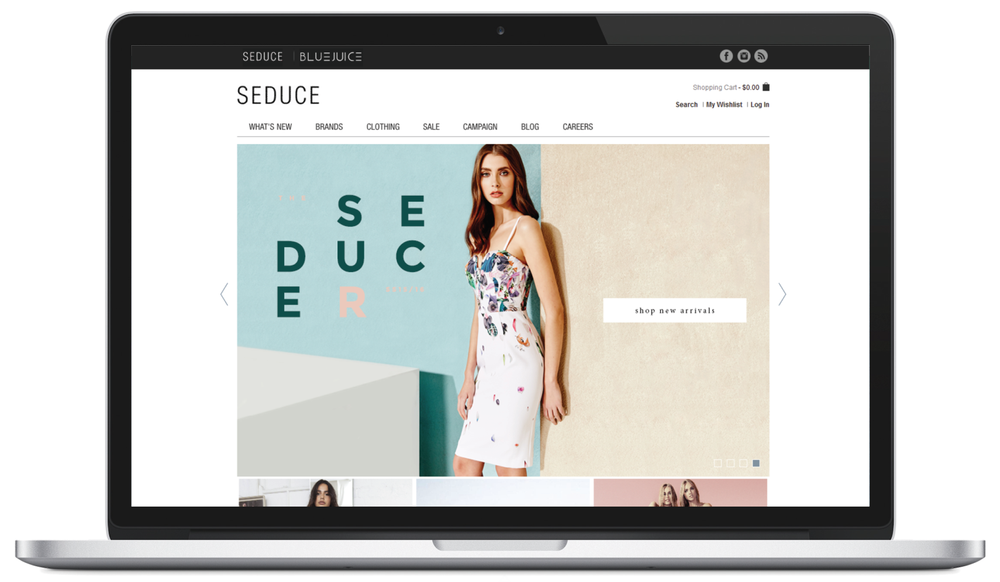 SEDUCE | BLUEJUICE
SEDUCE
Shopping Cart - $0.00
Search | My Wishlist | Log In
WHAT'S NEW BRANDS CLOTHING SALE CAMPAIGN BLOG CAREERS
THE
S E
D U C
E R
shop new arrivals